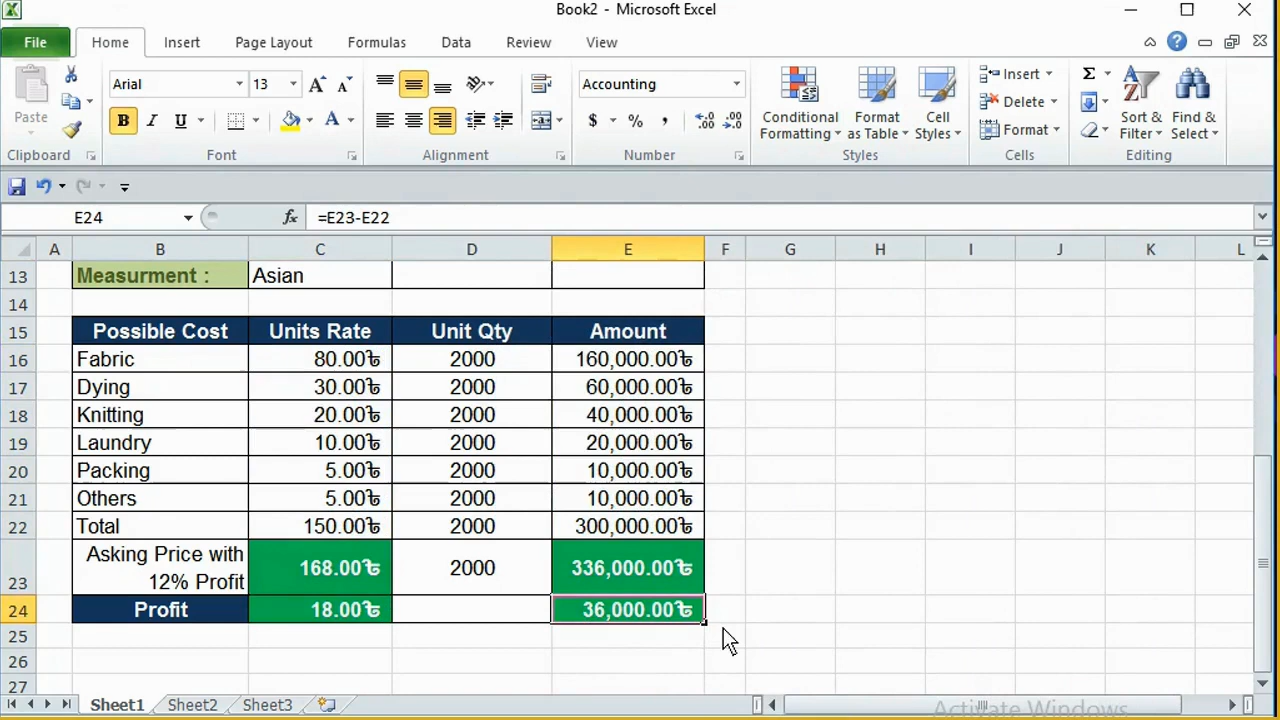 Book2 - Microsoft Excel
File Home Insert Page Layout Formulas Data Review View
Paste
Arial 13
B I U A
Accounting
$ % ,
Conditional Formatting
Format as Table
Cell Styles
Insert
Delete
Format
Σ
Sort & Filter
Find & Select
Clipboard Font Alignment Number Styles Cells Editing
E24 fx =E23-E22
A B C D E F G H I J K L
13 Measurment : Asian
14
15 Possible Cost Units Rate Unit Qty Amount
16 Fabric 80.00৳ 2000 160,000.00৳
17 Dying 30.00৳ 2000 60,000.00৳
18 Knitting 20.00৳ 2000 40,000.00৳
19 Laundry 10.00৳ 2000 20,000.00৳
20 Packing 5.00৳ 2000 10,000.00৳
21 Others 5.00৳ 2000 10,000.00৳
22 Total 150.00৳ 2000 300,000.00৳
23 Asking Price with 12% Profit 168.00৳ 2000 336,000.00৳
24 Profit 18.00৳ 36,000.00৳
25
26
27
Sheet1 Sheet2 Sheet3
Activate Windows